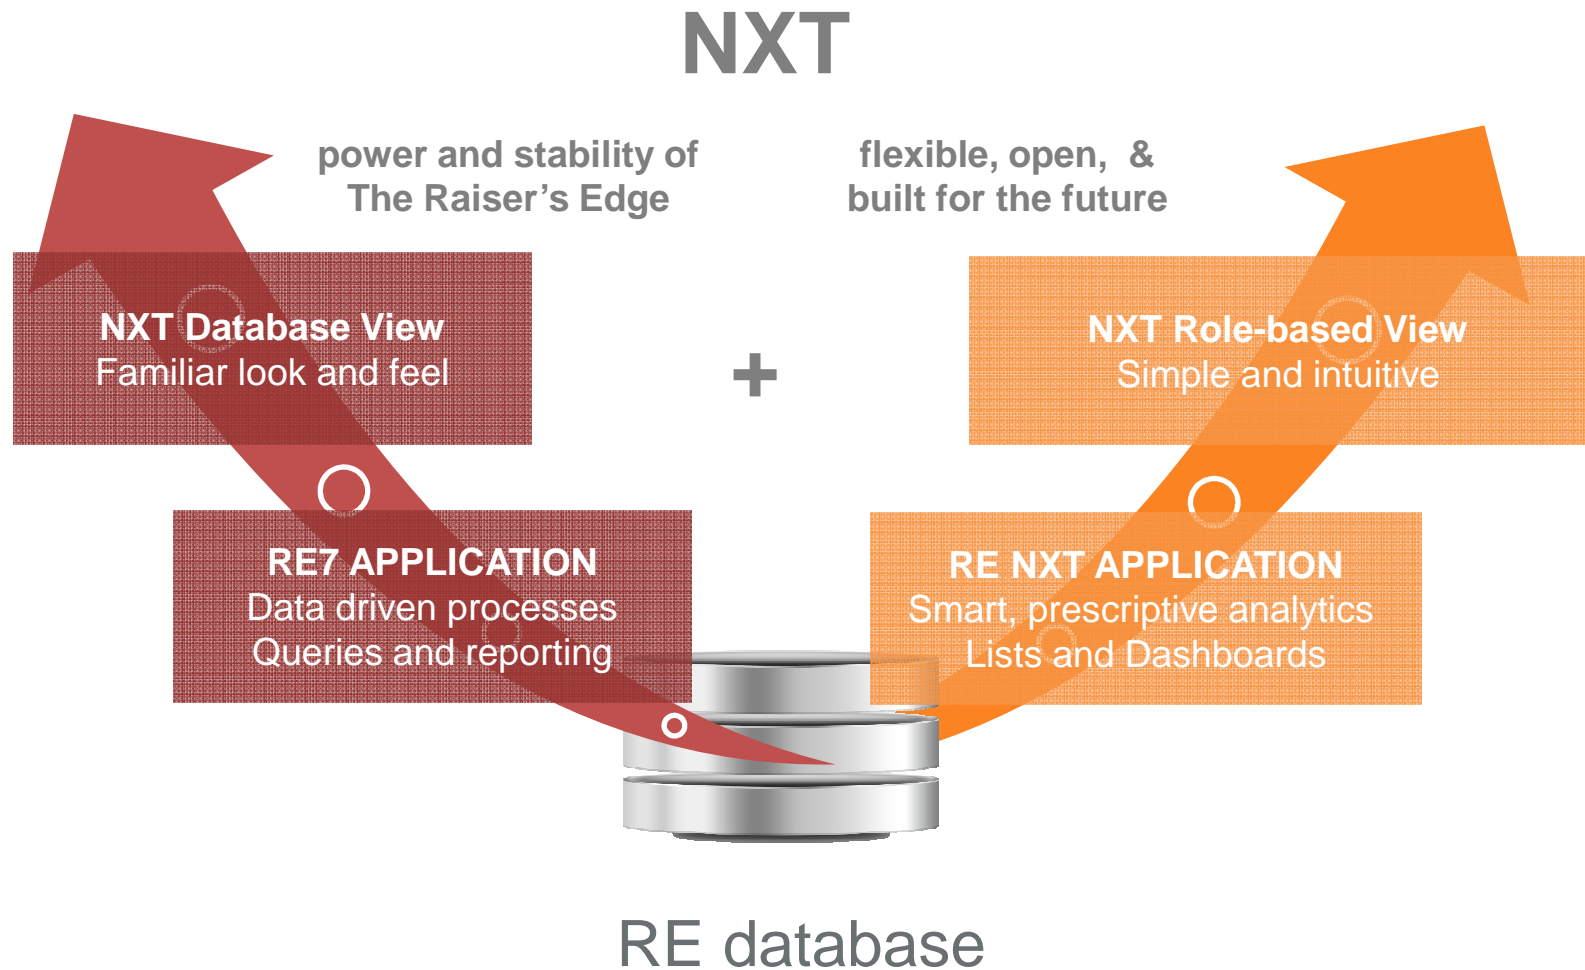 NXT
power and stability of
The Raiser’s Edge
flexible, open,  &
built for the future
NXT Database View
Familiar look and feel
+
NXT Role-based View
Simple and intuitive
RE7 APPLICATION
Data driven processes
Queries and reporting
RE NXT APPLICATION
Smart, prescriptive analytics
Lists and Dashboards
RE database